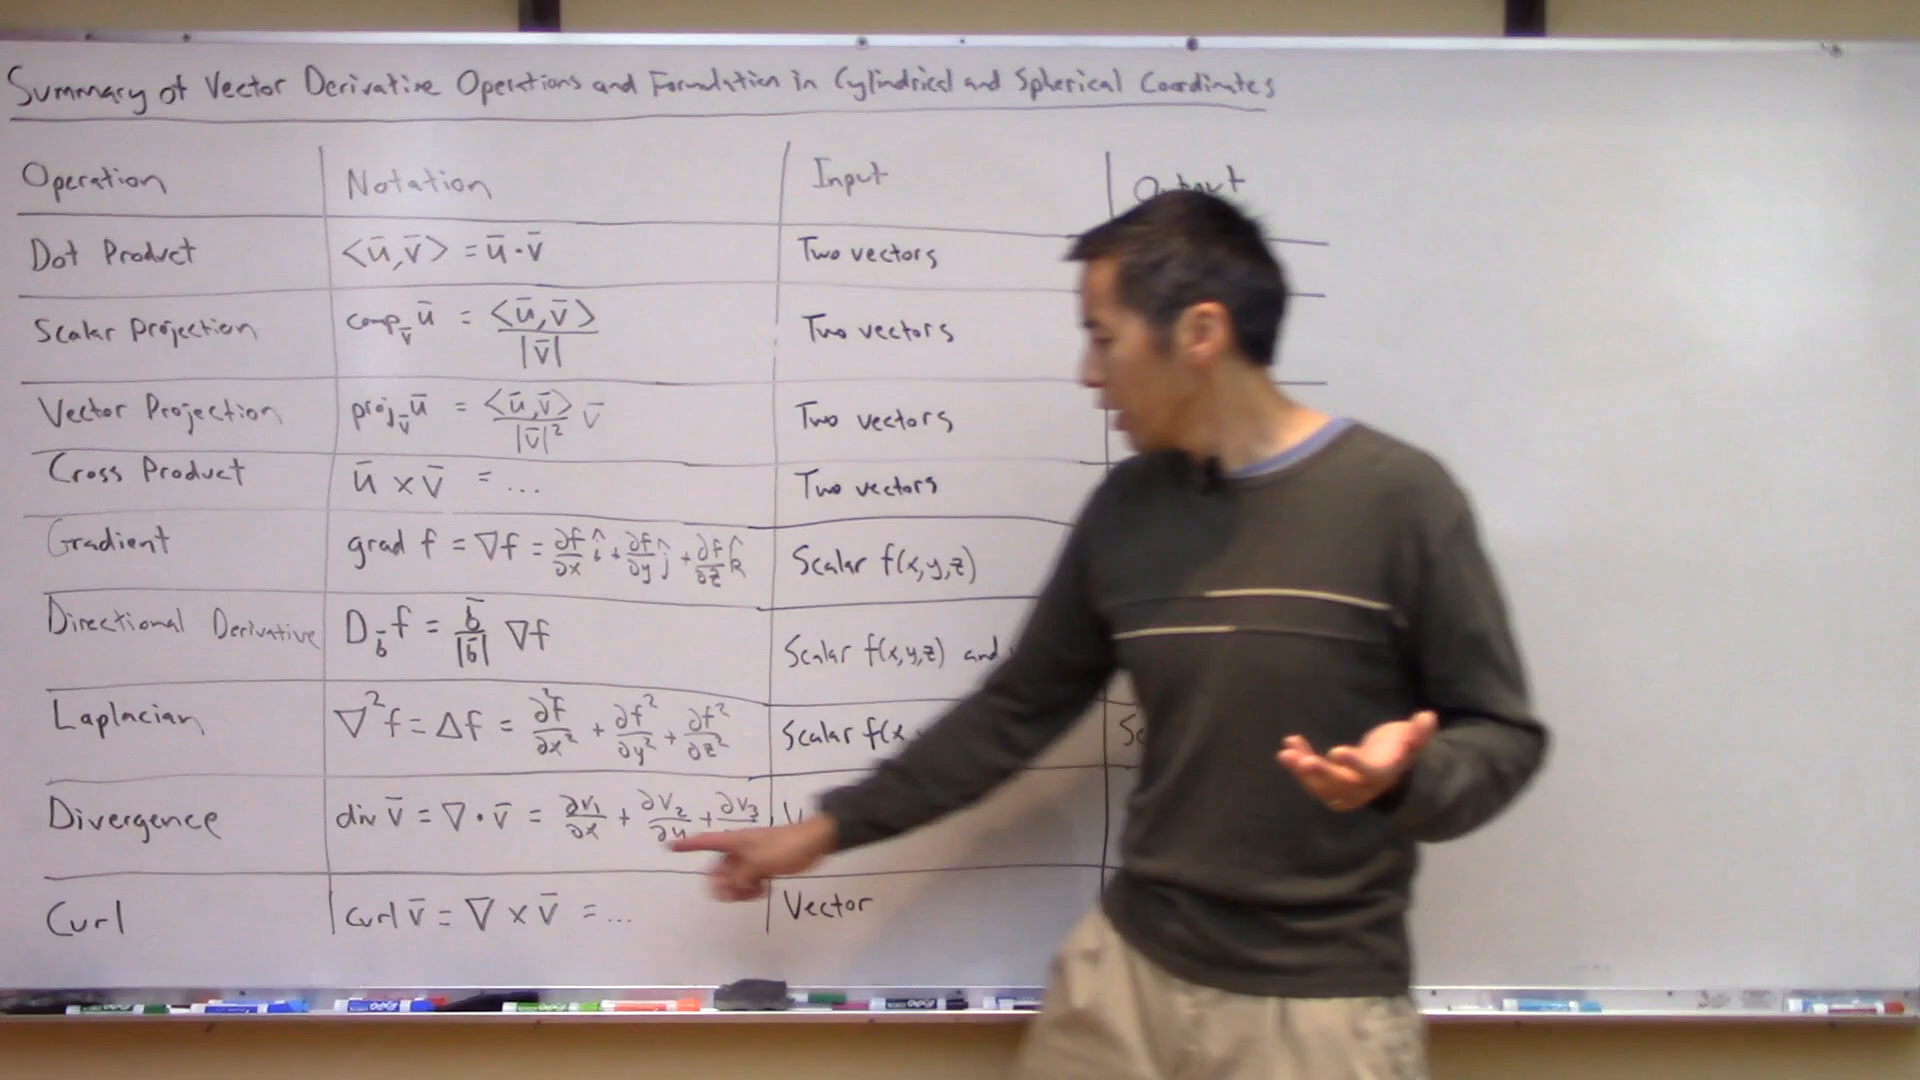 Summary of Vector Derivative Operations and Formulation in Cylindrical and Spherical Coordinates
Operation Notation Input Output
Dot Product <ū,v̄> = ū·v̄ Two vectors
Scalar Projection comp_v̄ ū = <ū,v̄>/|v̄| Two vectors
Vector Projection proj_v̄ ū = <ū,v̄>/|v̄|² v̄ Two vectors
Cross Product ū × v̄ = ... Two vectors
Gradient grad f = ∇f = ∂f/∂x î + ∂f/∂y ĵ + ∂f/∂z k̂ Scalar f(x,y,z)
Directional Derivative D_b̄ f = b̄/|b̄| ∇f Scalar f(x,y,z) and
Laplacian ∇²f = Δf = ∂²f/∂x² + ∂f²/∂y² + ∂f²/∂z² Scalar f(x,
Divergence div v̄ = ∇·v̄ = ∂v₁/∂x + ∂v₂/∂y + ∂v₃
Curl curl v̄ = ∇ × v̄ = ... Vector